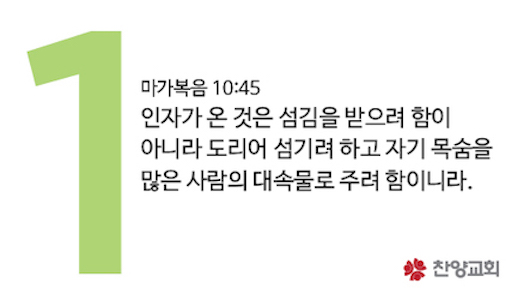 1
마가복음 10:45
인자가 온 것은 섬김을 받으려 함이
아니라 도리어 섬기려 하고 자기 목숨을
많은 사람의 대속물로 주려 함이니라.
찬양교회